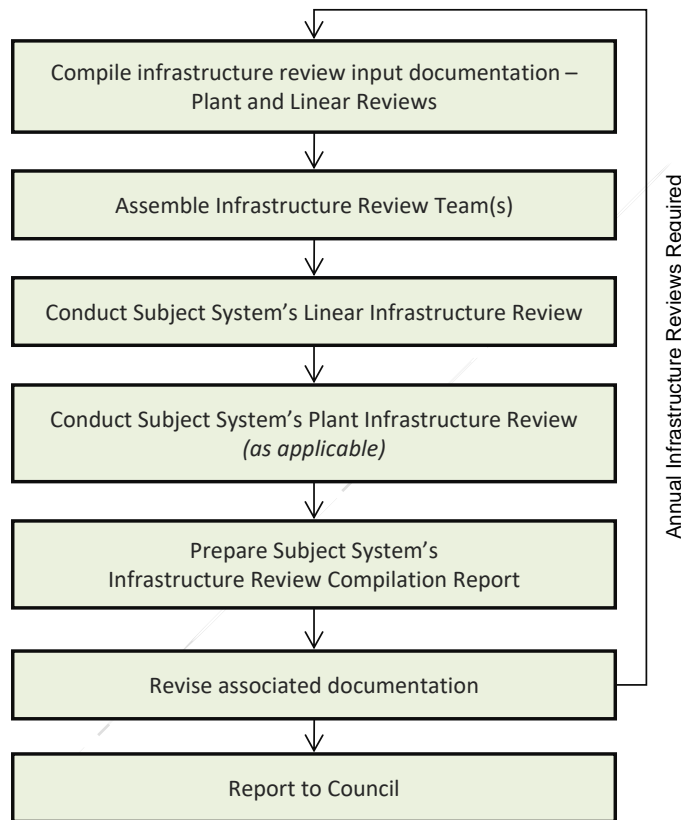 Compile infrastructure review input documentation –
Plant and Linear Reviews
Assemble Infrastructure Review Team(s)
Conduct Subject System’s Linear Infrastructure Review
Conduct Subject System’s Plant Infrastructure Review
(as applicable)
Prepare Subject System’s
Infrastructure Review Compilation Report
Revise associated documentation
Report to Council
Annual Infrastructure Reviews Required